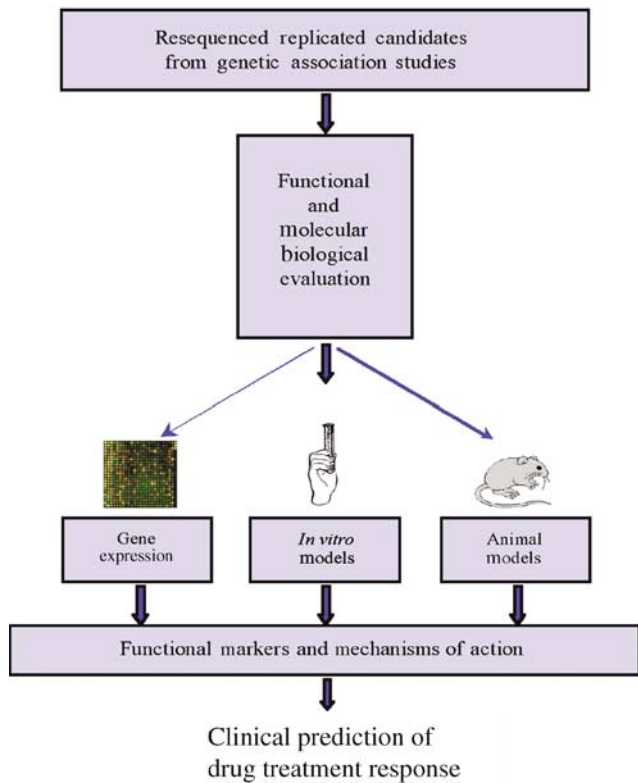 Resequenced replicated candidates
from genetic association studies
Functional
and
molecular
biological
evaluation
Gene
expression
In vitro
models
Animal
models
Functional markers and mechanisms of action
Clinical prediction of
drug treatment response